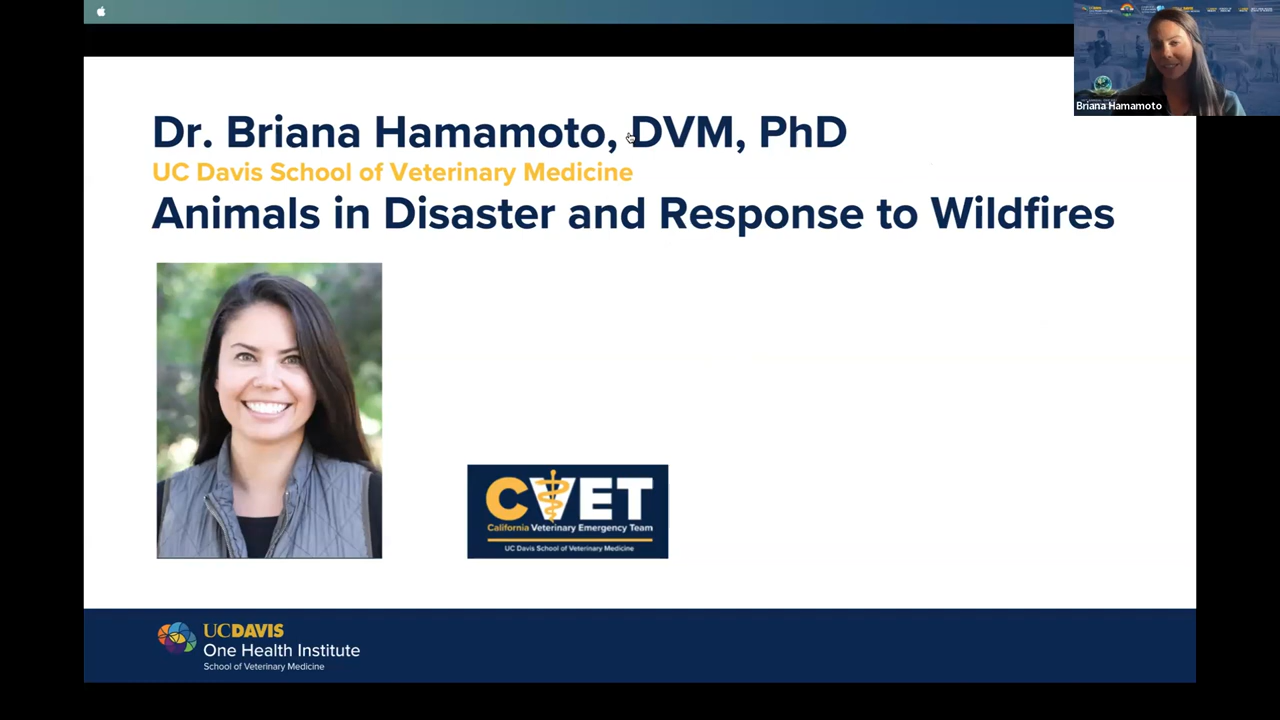 Briana Hamamoto
Dr. Briana Hamamoto, DVM, PhD
UC Davis School of Veterinary Medicine
Animals in Disaster and Response to Wildfires
CVET
California Veterinary Emergency Team
UC Davis School of Veterinary Medicine
UCDAVIS
One Health Institute
School of Veterinary Medicine